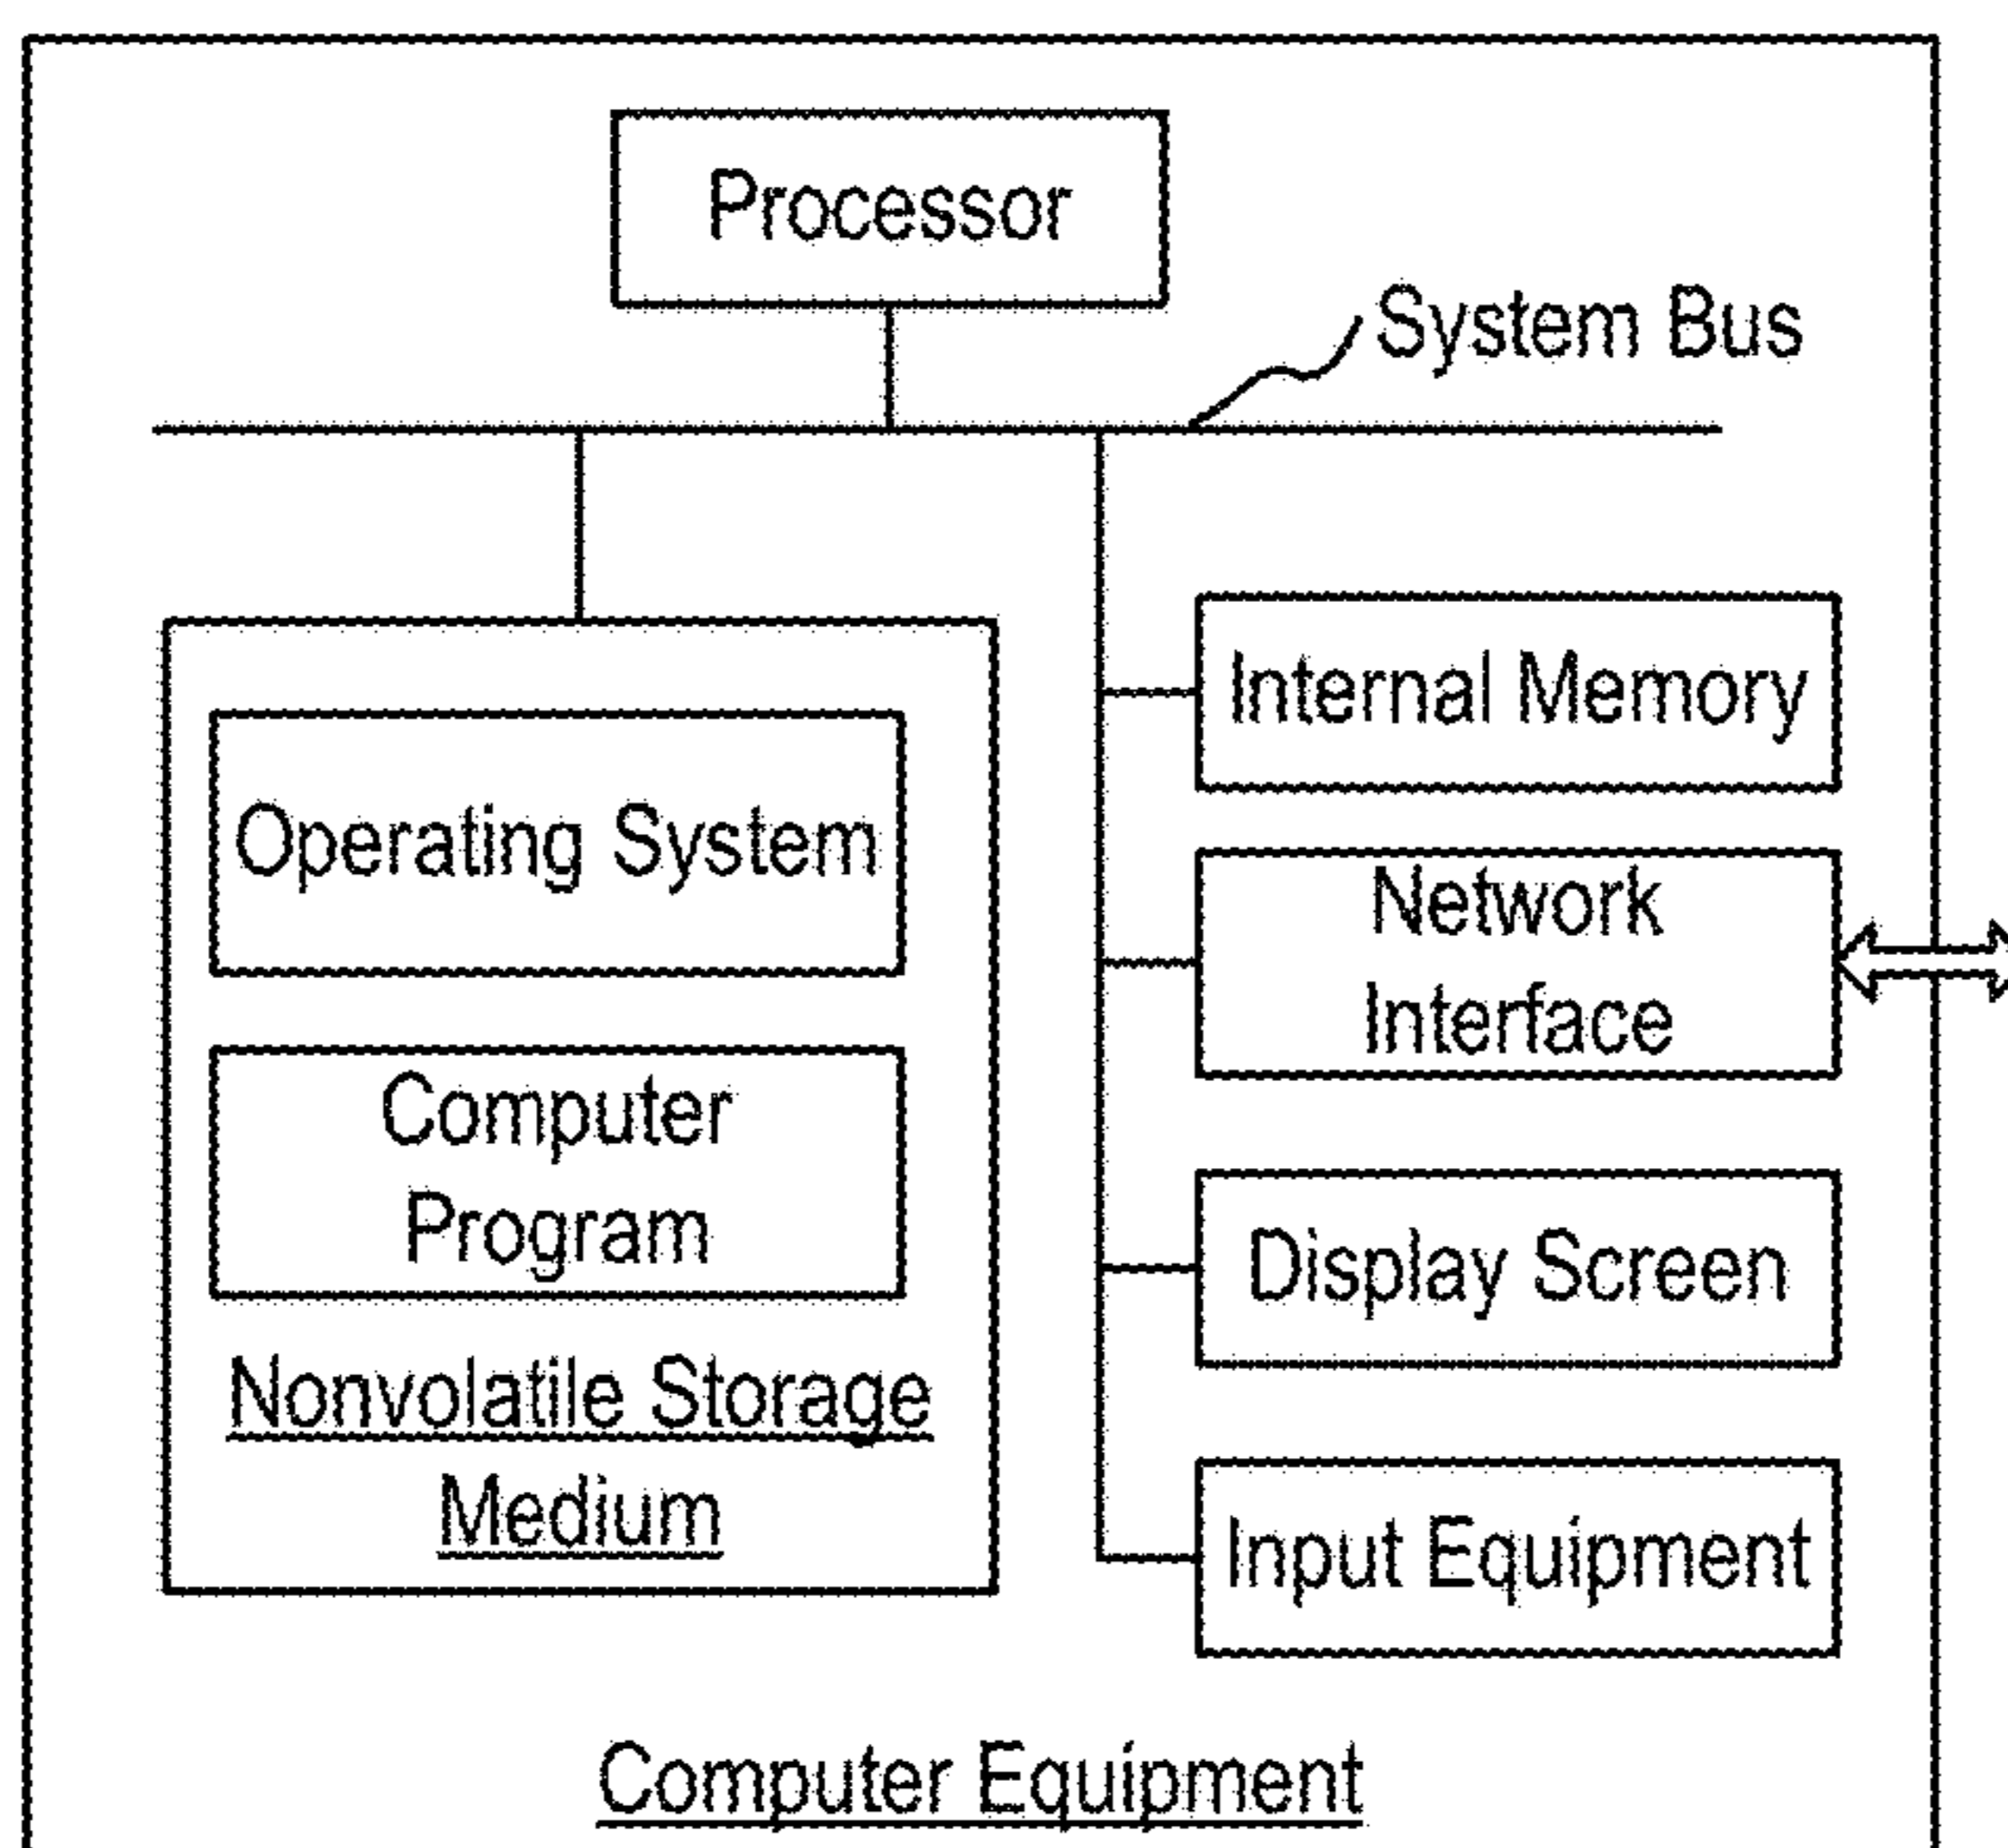 Processor
System Bus
Operating System
Computer
Program
Nonvolatile Storage
Medium
Internal Memory
Network
Interface
Display Screen
Input Equipment
Computer Equipment